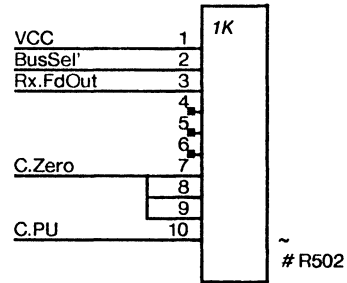 1K
VCC 1
BusSel' 2
Rx.FdOut 3
4
5
6
C.Zero 7
8
9
C.PU 10
~
# R502